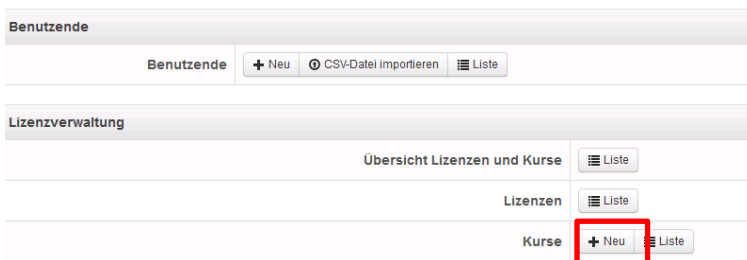 Benutzende
Benutzende Neu CSV-Datei importieren Liste
Lizenzverwaltung
Übersicht Lizenzen und Kurse Liste
Lizenzen Liste
Kurse Neu Liste